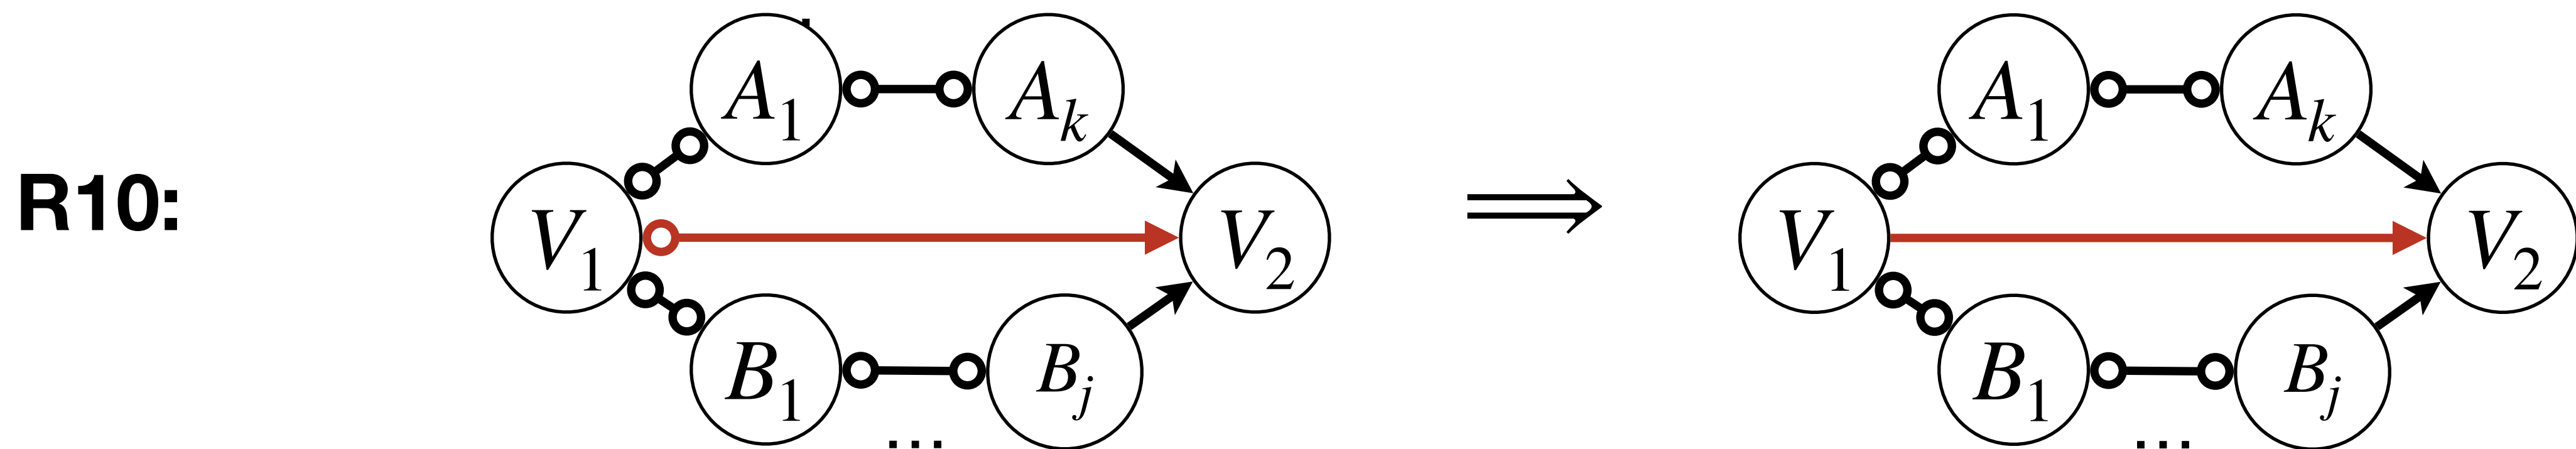 A₁ Aₖ A₁ Aₖ
R10: V₁ V₂ ⟹ V₁ V₂
B₁ Bⱼ B₁ Bⱼ
... ...